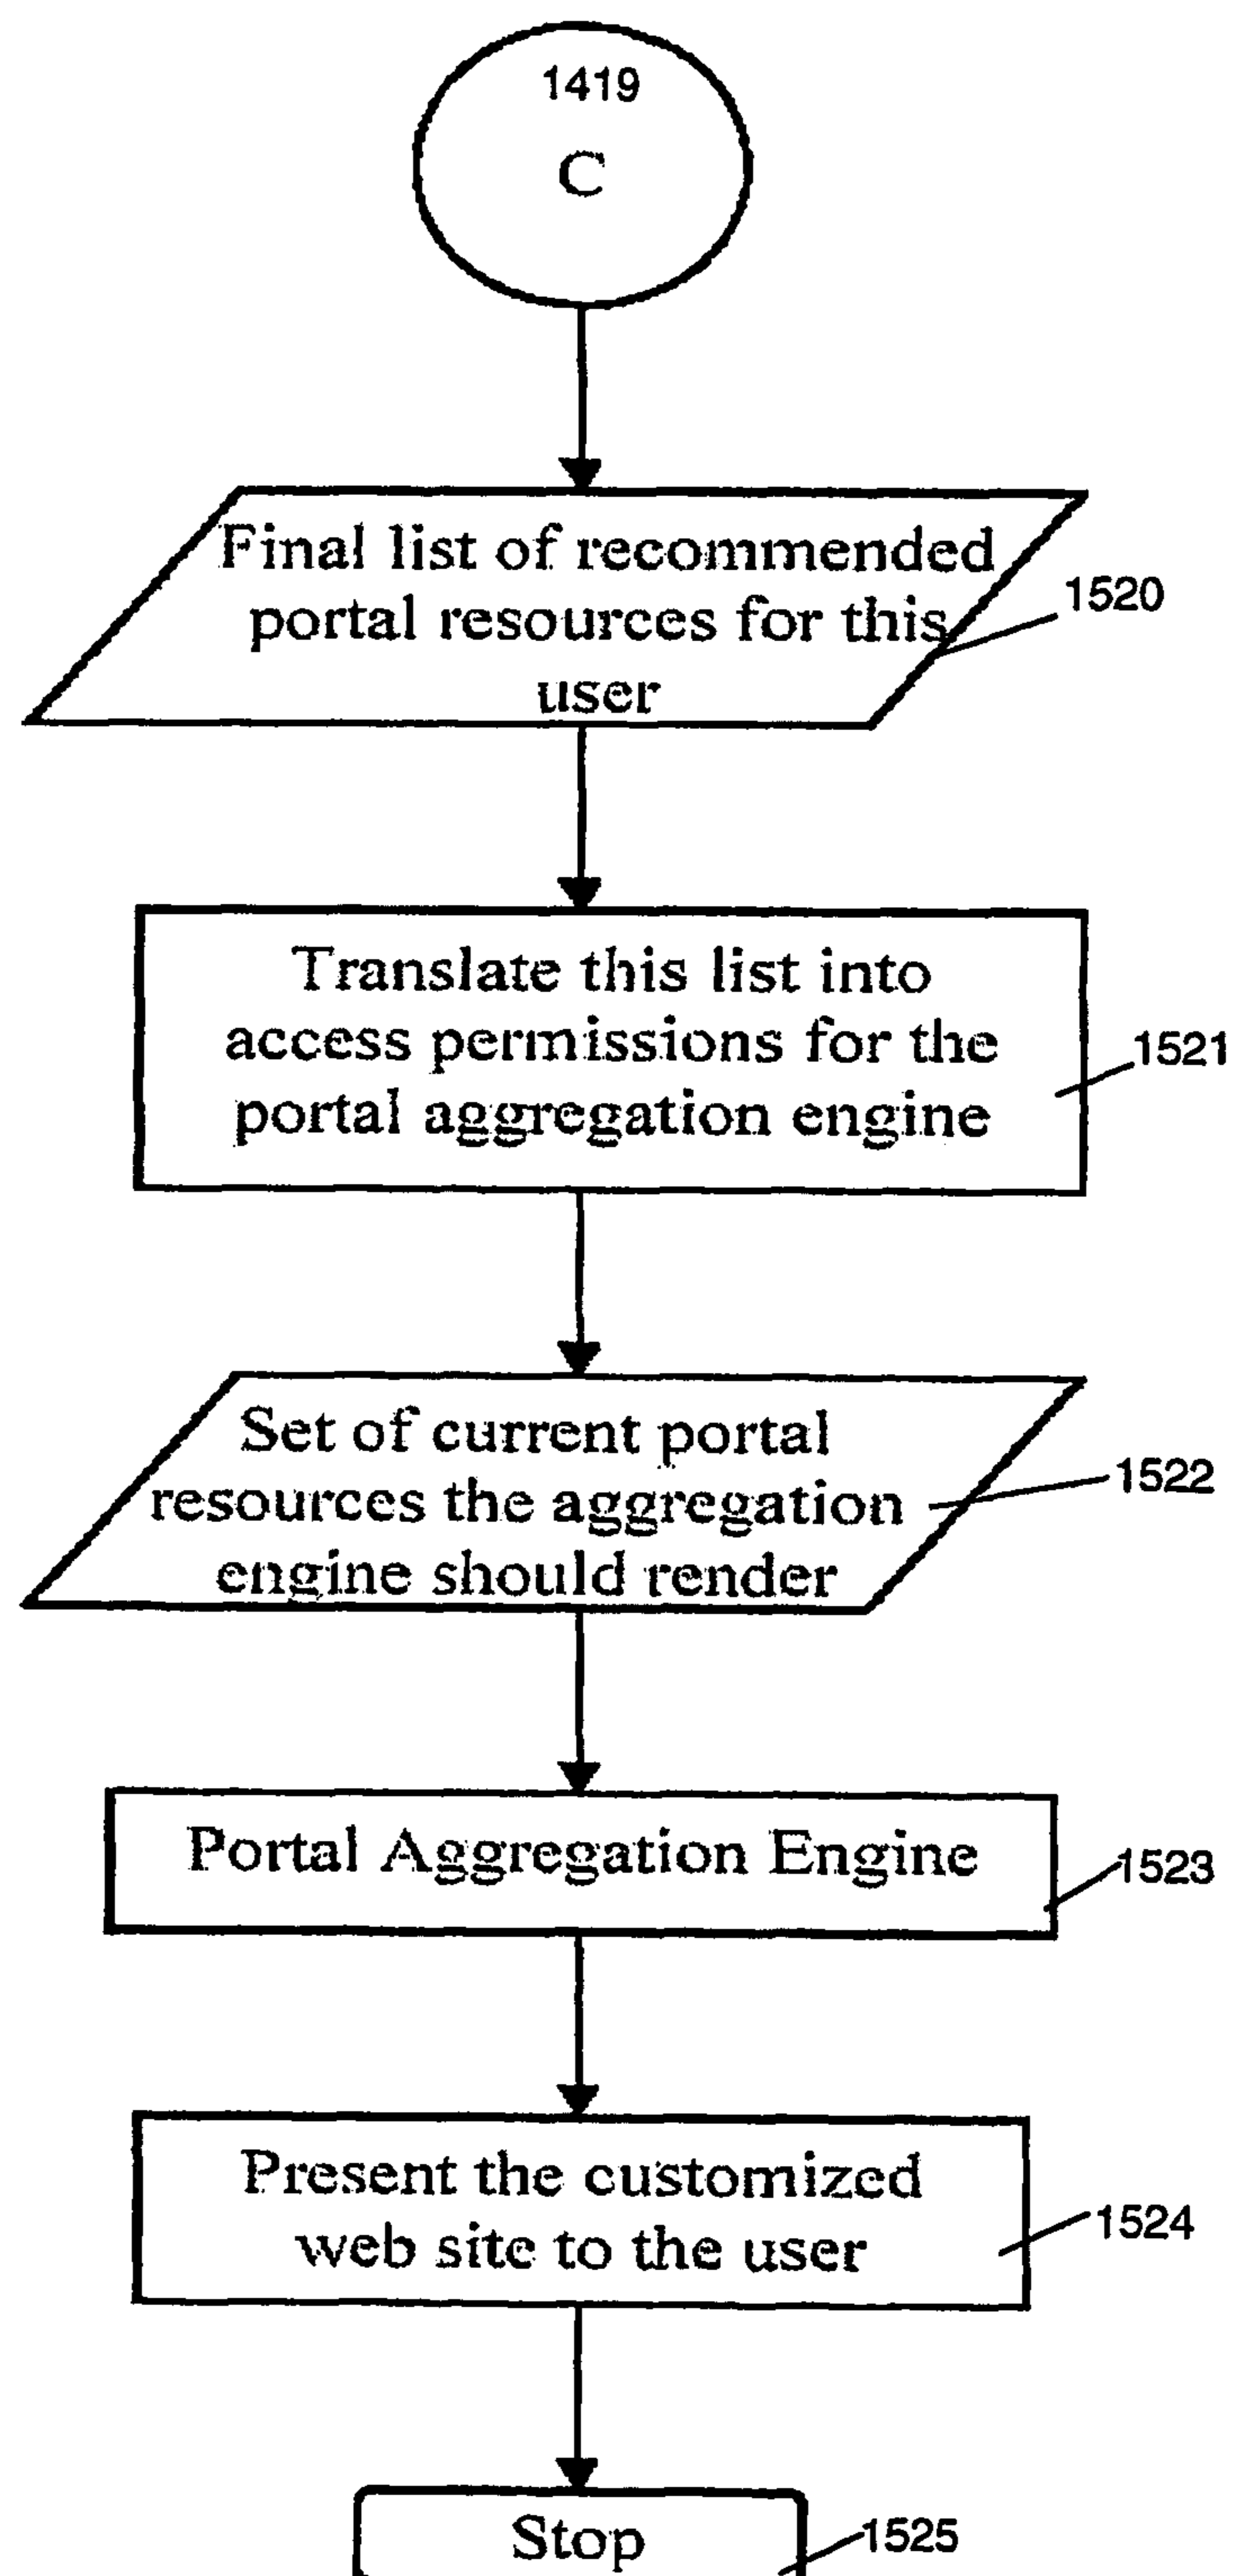 1419
C
Final list of recommended
portal resources for this
user
1520
Translate this list into
access permissions for the
portal aggregation engine
1521
Set of current portal
resources the aggregation
engine should render
1522
Portal Aggregation Engine
1523
Present the customized
web site to the user
1524
Stop
1525